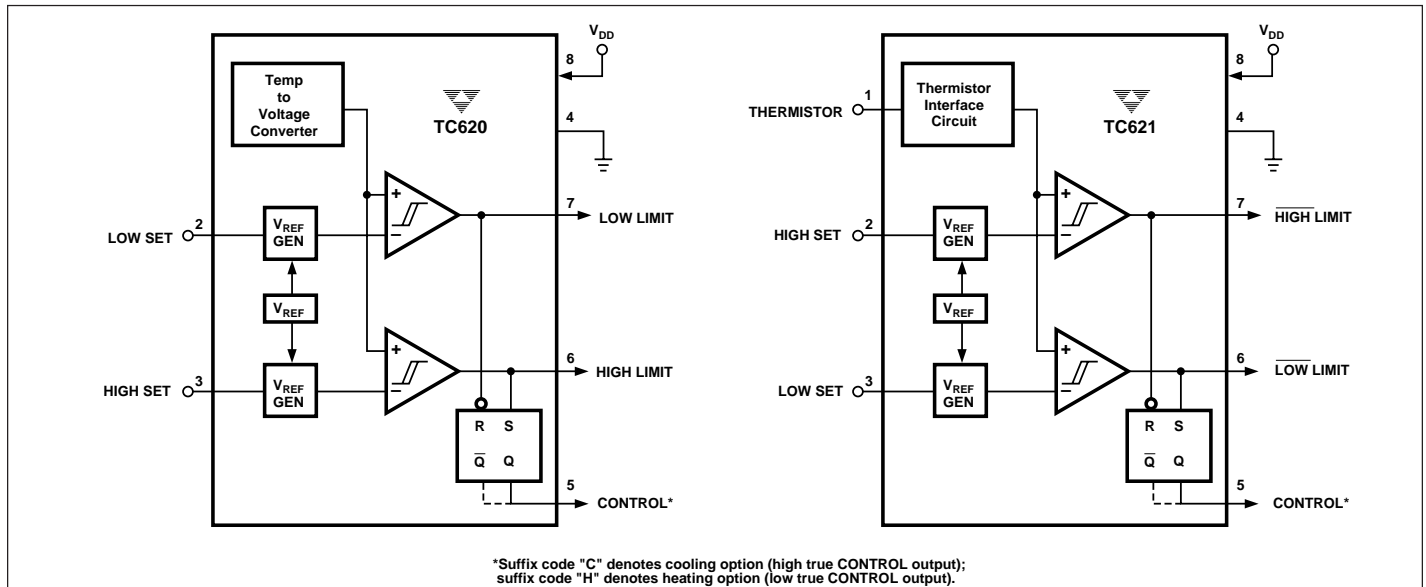 VDD
8
Temp
to
Voltage
Converter
TC620
4
+
7
LOW LIMIT
2
LOW SET
VREF
GEN
−
VREF
+
6
HIGH LIMIT
3
HIGH SET
VREF
GEN
−
R S
Q̅ Q
5
CONTROL*
VDD
8
1
THERMISTOR
Thermistor
Interface
Circuit
TC621
4
+
7
H̅I̅G̅H̅ LIMIT
2
HIGH SET
VREF
GEN
−
VREF
+
6
L̅O̅W̅ LIMIT
3
LOW SET
VREF
GEN
−
R S
Q̅ Q
5
CONTROL*
*Suffix code "C" denotes cooling option (high true CONTROL output);
suffix code "H" denotes heating option (low true CONTROL output).